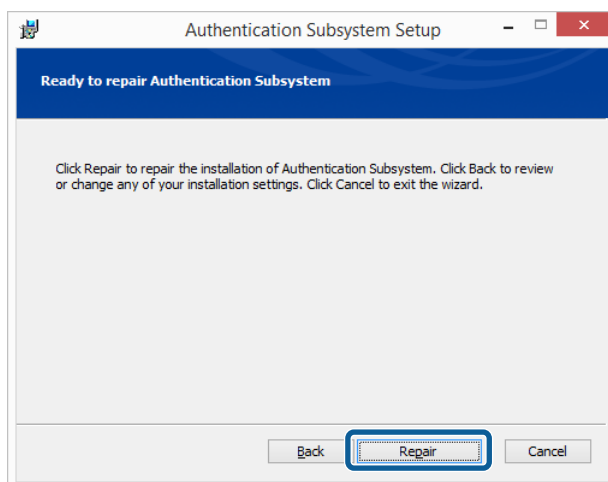 Authentication Subsystem Setup
Ready to repair Authentication Subsystem
Click Repair to repair the installation of Authentication Subsystem. Click Back to review
or change any of your installation settings. Click Cancel to exit the wizard.
Back Repair Cancel